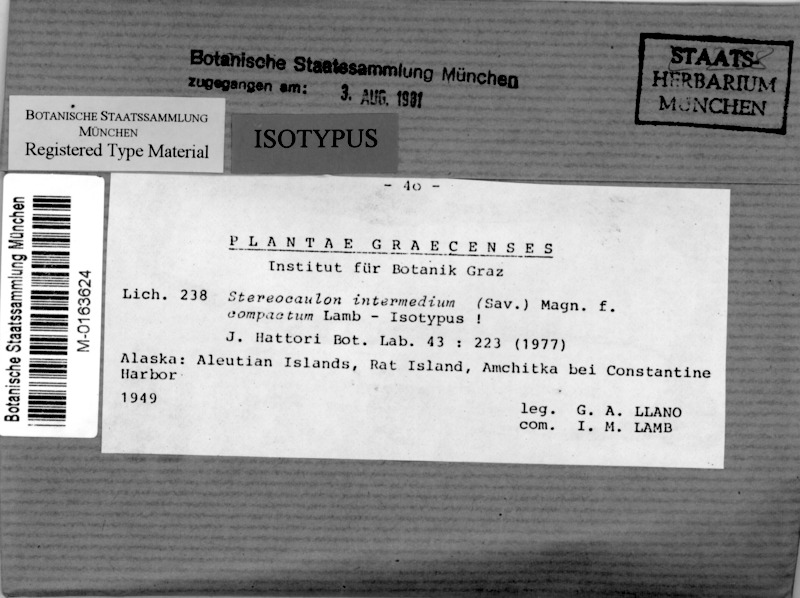 Botanische Staatssammlung München
zugegangen am: 3. AUG. 1981
STAATS-
HERBARIUM
MÜNCHEN
BOTANISCHE STAATSSAMMLUNG
MÜNCHEN
Registered Type Material
ISOTYPUS
Botanische Staatssammlung München
M-0163624
- 40 -
PLANTAE GRAECENSES
Institut für Botanik Graz
Lich. 238 Stereocaulon intermedium (Sav.) Magn. f.
compactum Lamb - Isotypus !
J. Hattori Bot. Lab. 43 : 223 (1977)
Alaska: Aleutian Islands, Rat Island, Amchitka bei Constantine
Harbor
1949
leg. G. A. LLANO
com. I. M. LAMB